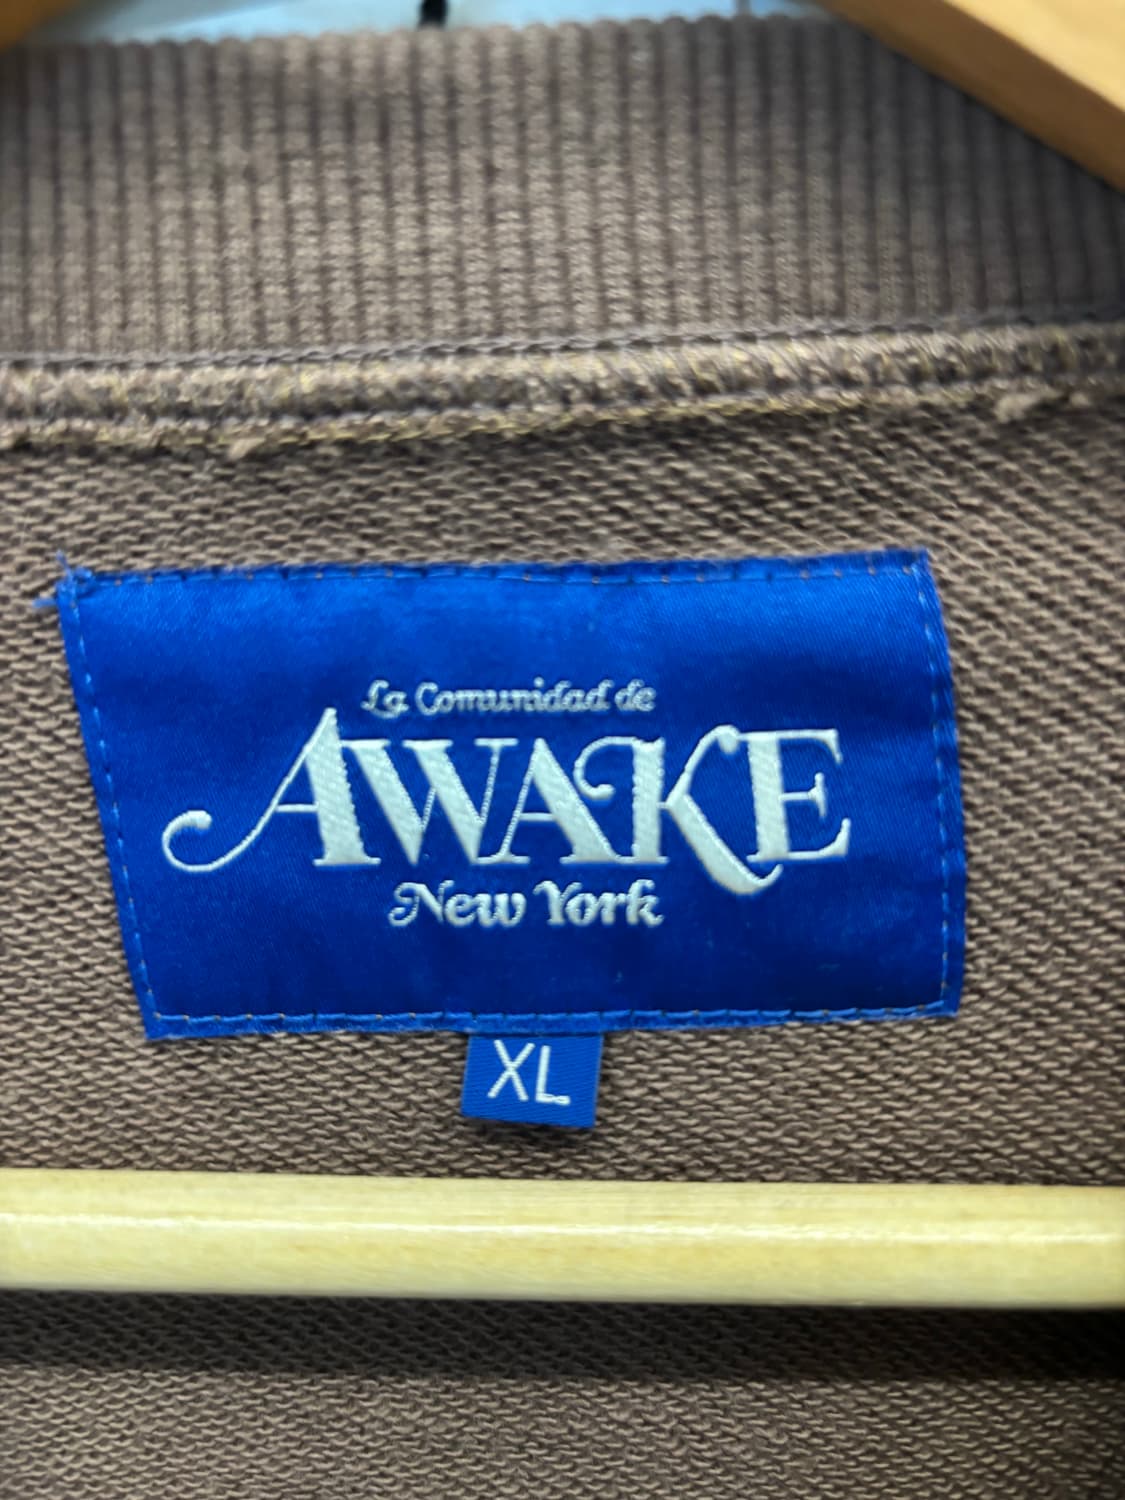 La Comunidad de
AWAKE
New York
XL